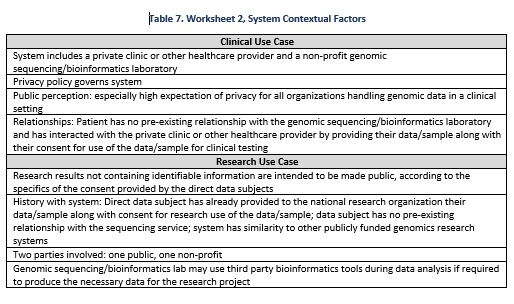 Table 7. Worksheet 2, System Contextual Factors
Clinical Use Case
System includes a private clinic or other healthcare provider and a non-profit genomic
sequencing/bioinformatics laboratory
Privacy policy governs system
Public perception: especially high expectation of privacy for all organizations handling genomic data in a clinical
setting
Relationships: Patient has no pre-existing relationship with the genomic sequencing/bioinformatics laboratory
and has interacted with the private clinic or other healthcare provider by providing their data/sample along with
their consent for use of the data/sample for clinical testing
Research Use Case
Research results not containing identifiable information are intended to be made public, according to the
specifics of the consent provided by the direct data subjects
History with system: Direct data subject has already provided to the national research organization their
data/sample along with consent for research use of the data/sample; data subject has no pre-existing
relationship with the sequencing service; system has similarity to other publicly funded genomics research
systems
Two parties involved: one public, one non-profit
Genomic sequencing/bioinformatics lab may use third party bioinformatics tools during data analysis if required
to produce the necessary data for the research project